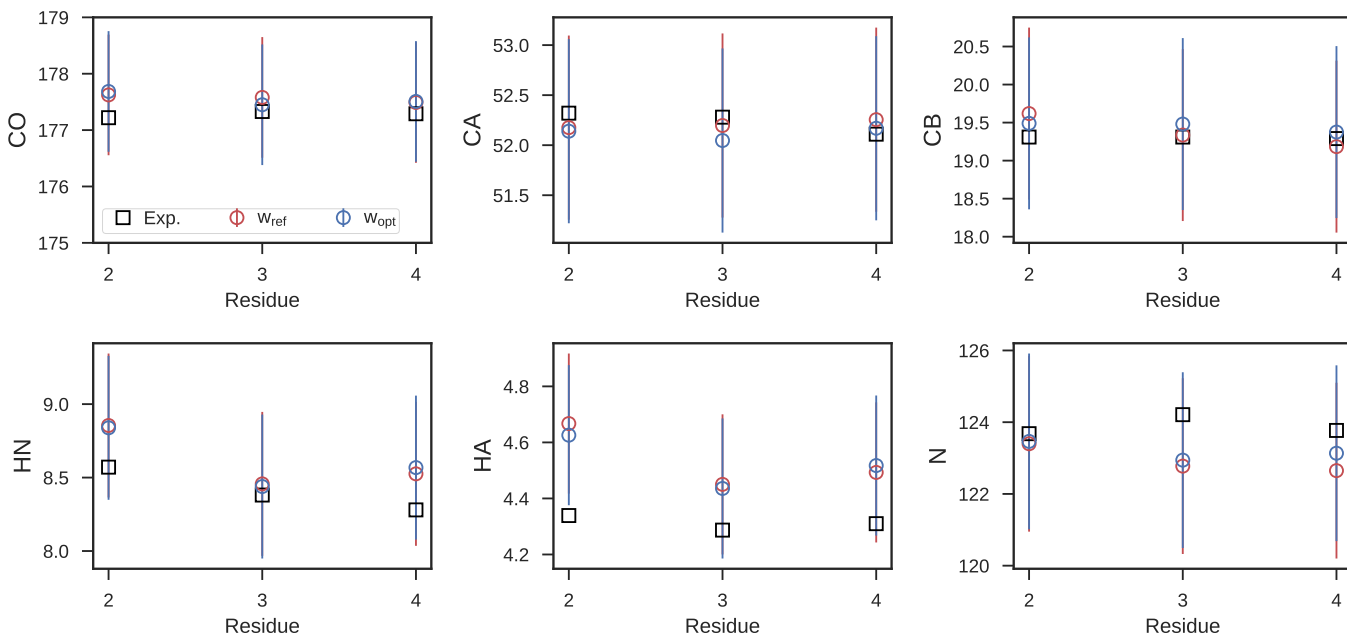 179
178
177
176
175
CO
Exp.
w_ref
w_opt
2
3
4
Residue
53.0
52.5
52.0
51.5
CA
2
3
4
Residue
20.5
20.0
19.5
19.0
18.5
18.0
CB
2
3
4
Residue
9.0
8.5
8.0
HN
2
3
4
Residue
4.8
4.6
4.4
4.2
HA
2
3
4
Residue
126
124
122
120
N
2
3
4
Residue